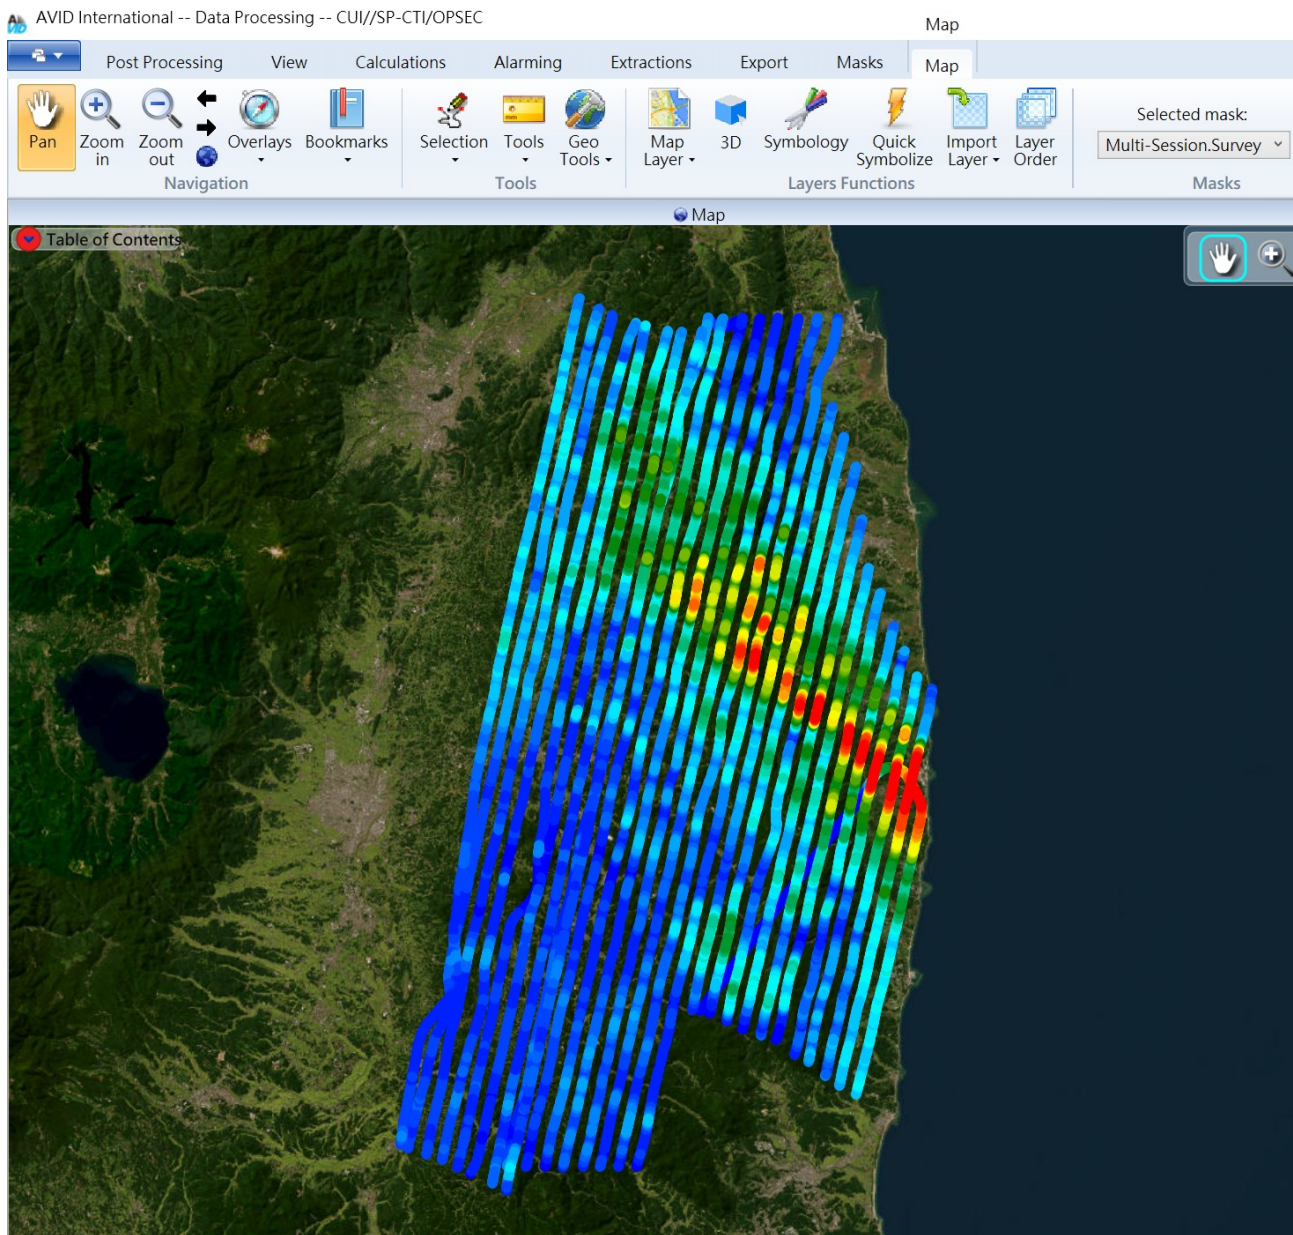 AVID International -- Data Processing -- CUI//SP-CTI/OPSEC
Map
Post Processing View Calculations Alarming Extractions Export Masks Map
Pan Zoom in Zoom out Overlays Bookmarks Selection Tools Geo Tools Map Layer 3D Symbology Quick Symbolize Import Layer Layer Order
Selected mask:
Multi-Session.Survey
Navigation Tools Layers Functions Masks
Map
Table of Contents